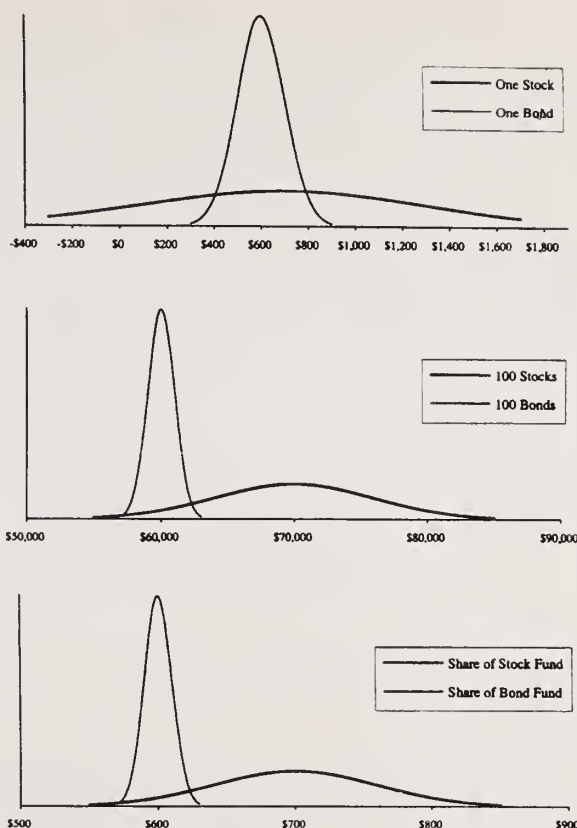 One Stock
One Bond
-$400 -$200 $0 $200 $400 $600 $800 $1,000 $1,200 $1,400 $1,600 $1,800
100 Stocks
100 Bonds
$50,000 $60,000 $70,000 $80,000 $90,000
Share of Stock Fund
Share of Bond Fund
$500 $600 $700 $800 $900